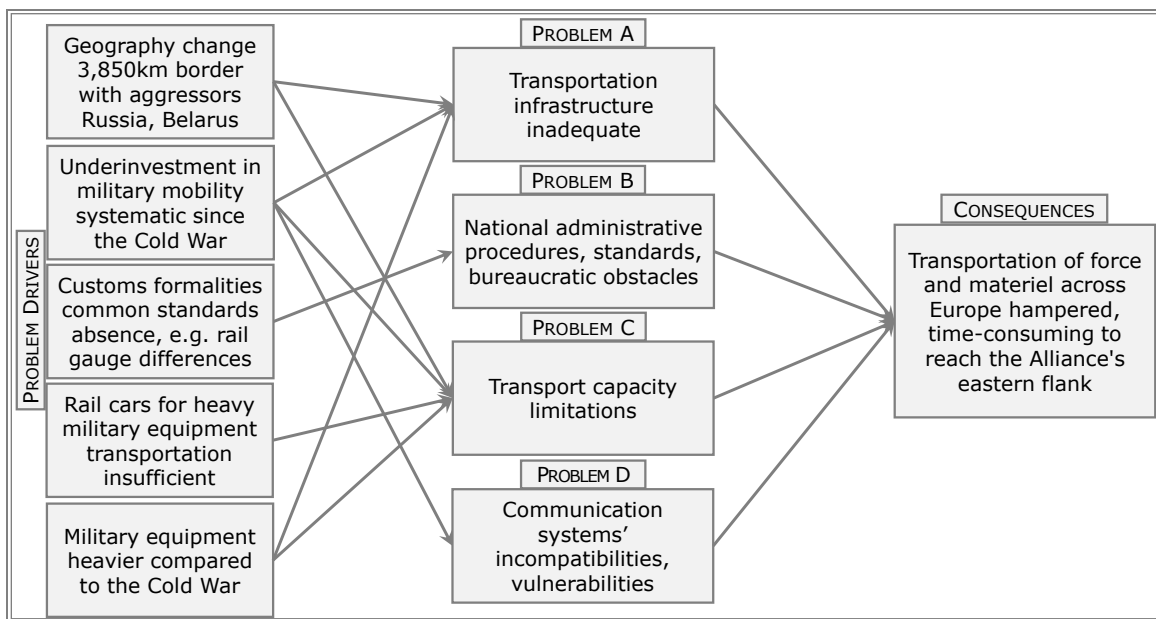 PROBLEM DRIVERS
Geography change
3,850km border
with aggressors
Russia, Belarus
Underinvestment in
military mobility
systematic since
the Cold War
Customs formalities
common standards
absence, e.g. rail
gauge differences
Rail cars for heavy
military equipment
transportation
insufficient
Military equipment
heavier compared
to the Cold War
PROBLEM A
Transportation
infrastructure
inadequate
PROBLEM B
National administrative
procedures, standards,
bureaucratic obstacles
PROBLEM C
Transport capacity
limitations
PROBLEM D
Communication
systems’
incompatibilities,
vulnerabilities
CONSEQUENCES
Transportation of force
and materiel across
Europe hampered,
time-consuming to
reach the Alliance's
eastern flank